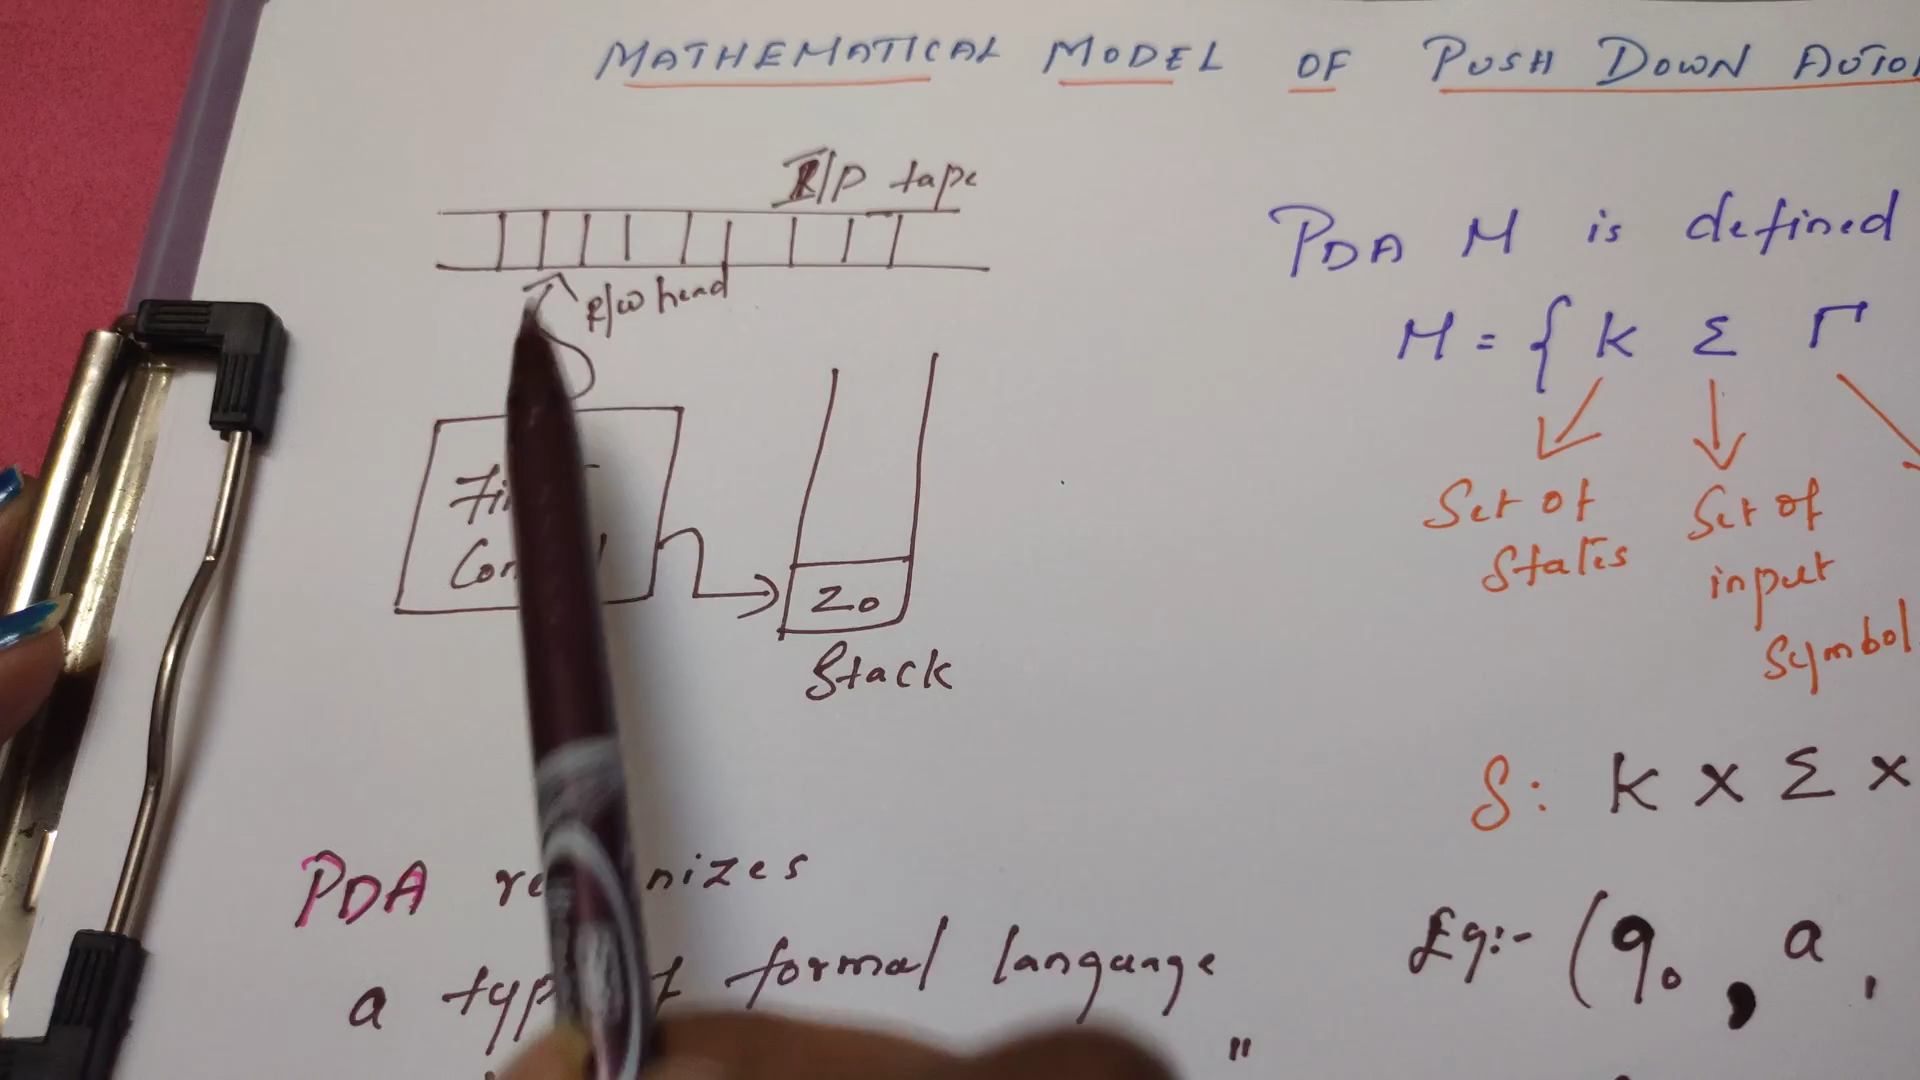 MATHEMATICAL MODEL OF PUSH DOWN
I/P tape
R/W head
Z0
Stack
PDA
a formal language
"
PDA M is defined
M = { K Σ Γ
Set of States
Set of input Symbol
δ: K × Σ ×
Eg:- (q0, a,